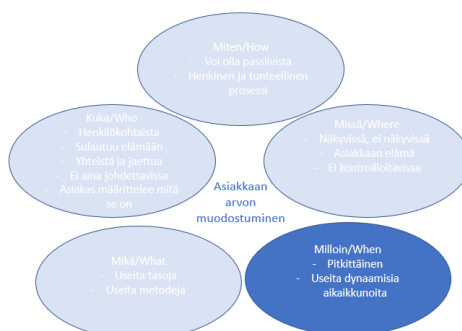 Miten/How
- Voi olla passiivista
- Henkinen ja tunteellinen
prosessi
Kuka/Who
- Henkilökohtaista
- Sulautuu elämään
- Yhteistä ja jaettua
- Ei aina johdettavissa
- Asiakas määrittelee mitä
se on
Missä/Where
- Näkyvissä, ei näkyvissä
- Asiakkaan elämä
- Ei kontrolloitavissa
Asiakkaan
arvon
muodostuminen
Mikä/What
- Useita tasoja
- Useita metodeja
Milloin/When
- Pitkittäinen
- Useita dynaamisia
aikaikkunoita